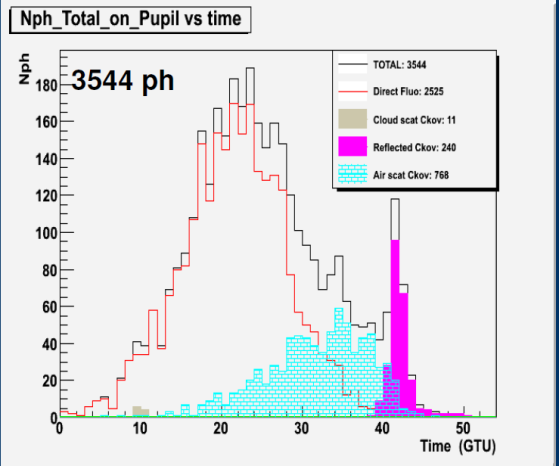 Nph_Total_on_Pupil vs time
Nph
3544 ph
180
160
140
120
100
80
60
40
20
0
TOTAL: 3544
Direct Fluo: 2525
Cloud scat Ckov: 11
Reflected Ckov: 240
Air scat Ckov: 768
0 10 20 30 40 50
Time (GTU)